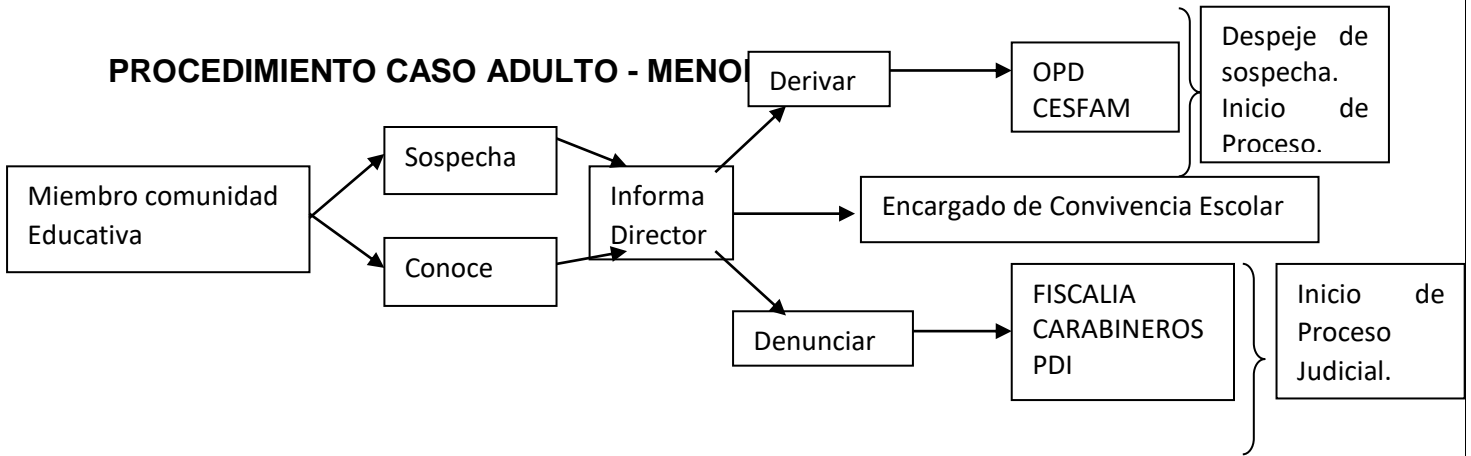 PROCEDIMIENTO CASO ADULTO - MENO
Miembro comunidad
Educativa
Sospecha
Conoce
Informa
Director
Derivar
OPD
CESFAM
Despeje de
sospecha.
Inicio de
Proceso.
Encargado de Convivencia Escolar
Denunciar
FISCALIA
CARABINEROS
PDI
Inicio de
Proceso
Judicial.